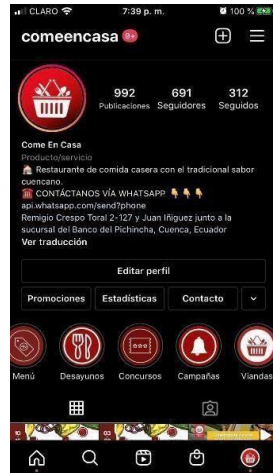 CLARO 7:39 p. m. 100 %
comeencasa 9+
992 691 312
Publicaciones Seguidores Seguidos
Come En Casa
Producto/servicio
Restaurante de comida casera con el tradicional sabor
cuencano.
CONTÁCTANOS VÍA WHATSAPP
api.whatsapp.com/send?phone
Remigio Crespo Toral 2-127 y Juan Iñiguez junto a la
sucursal del Banco del Pichincha, Cuenca, Ecuador
Ver traducción
Editar perfil
Promociones Estadísticas Contacto
Menú Desayunos Concursos Campañas Viandas